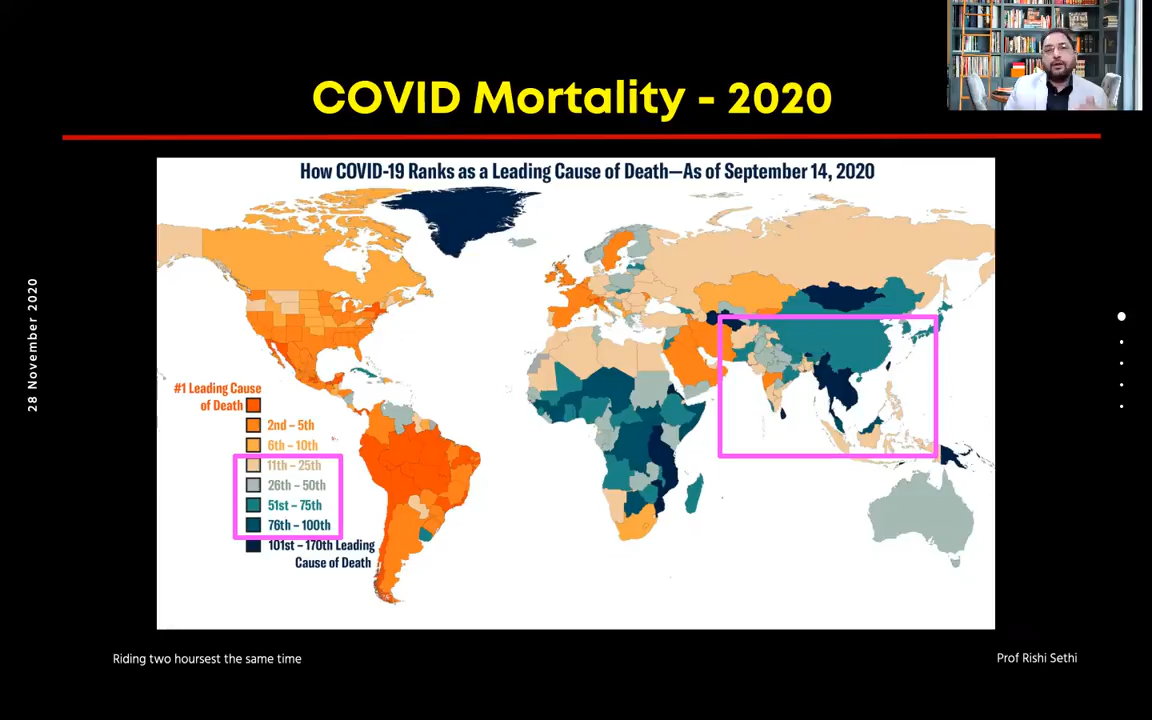 COVID Mortality - 2020
How COVID-19 Ranks as a Leading Cause of Death—As of September 14, 2020
28 November 2020
#1 Leading Cause
of Death
2nd – 5th
6th – 10th
11th – 25th
26th – 50th
51st – 75th
76th – 100th
101st – 170th Leading
Cause of Death
Riding two hoursest the same time
Prof Rishi Sethi